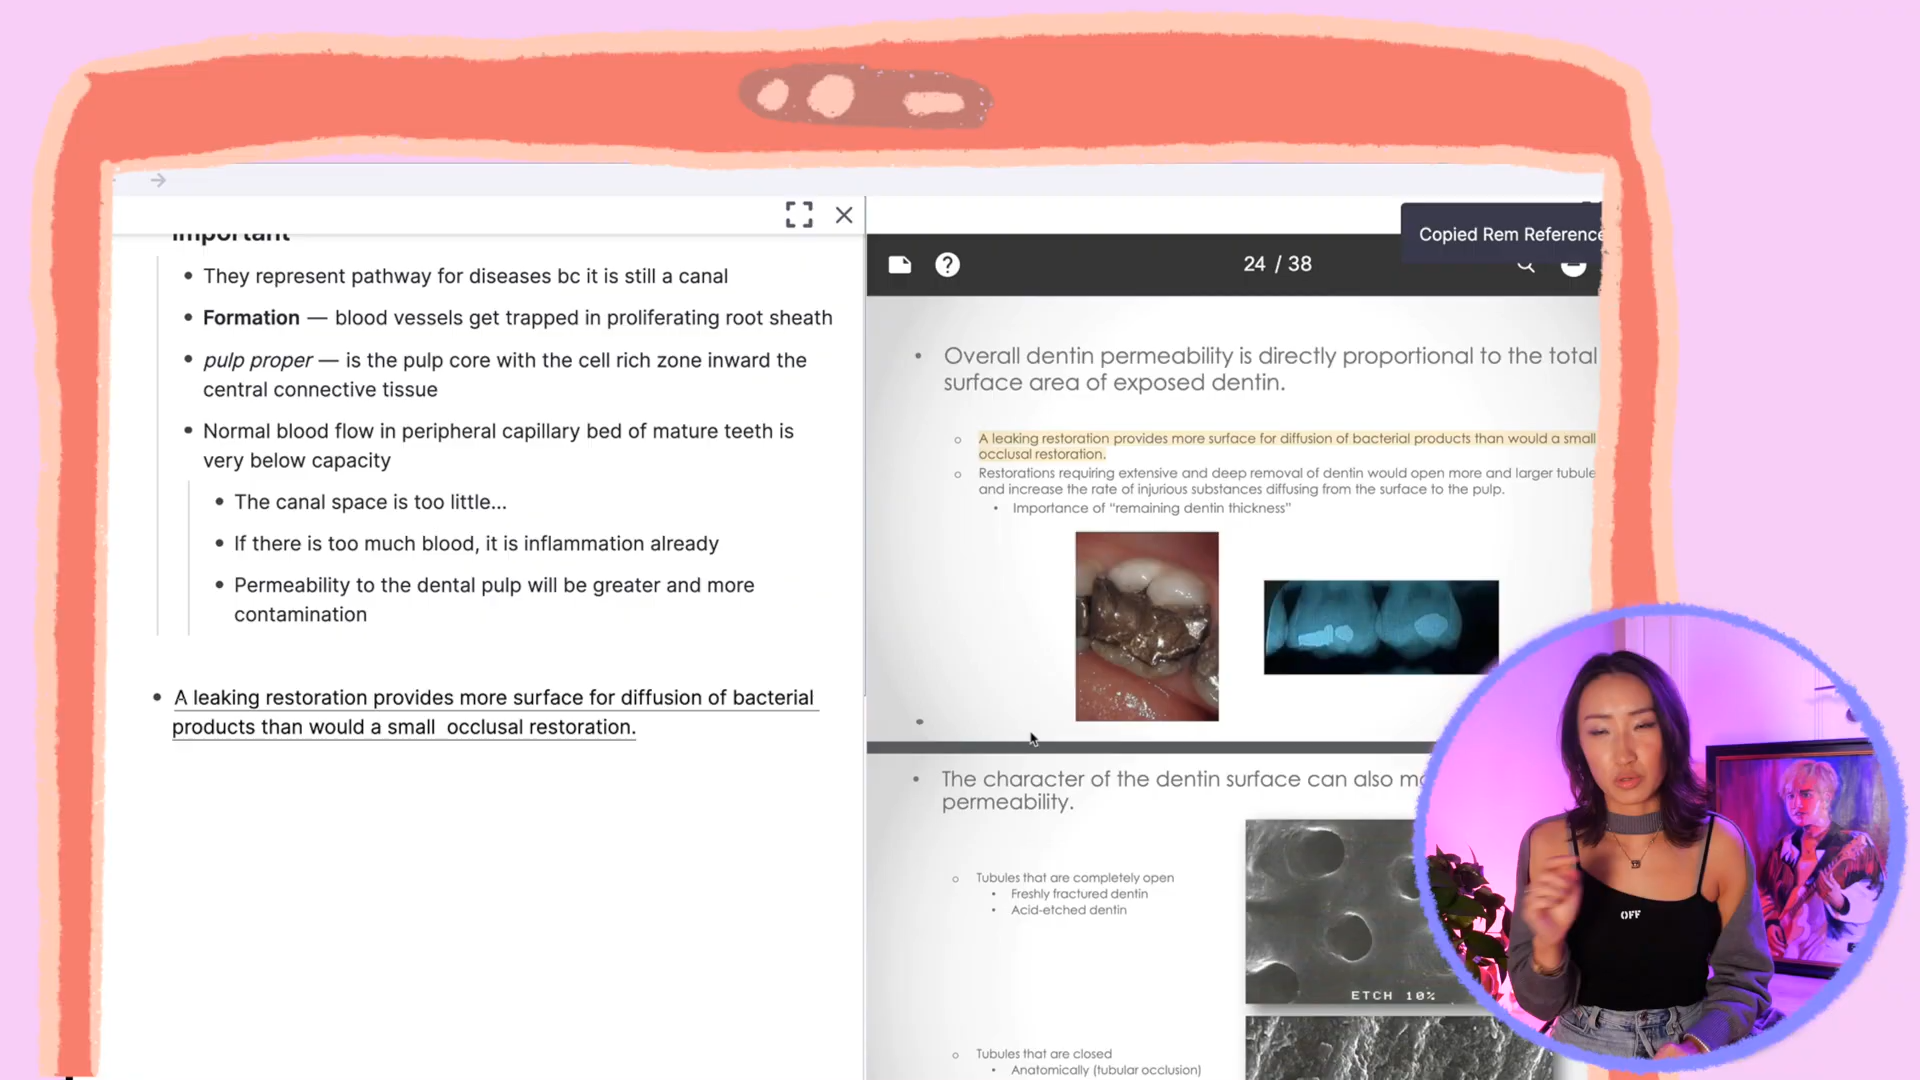 important
• They represent pathway for diseases bc it is still a canal
• Formation — blood vessels get trapped in proliferating root sheath
• pulp proper — is the pulp core with the cell rich zone inward the
central connective tissue
• Normal blood flow in peripheral capillary bed of mature teeth is
very below capacity
• The canal space is too little...
• If there is too much blood, it is inflammation already
• Permeability to the dental pulp will be greater and more
contamination
• A leaking restoration provides more surface for diffusion of bacterial
products than would a small occlusal restoration.
Copied Rem Reference
24 / 38
• Overall dentin permeability is directly proportional to the total
surface area of exposed dentin.
○ A leaking restoration provides more surface for diffusion of bacterial products than would a small
occlusal restoration.
○ Restorations requiring extensive and deep removal of dentin would open more and larger tubule
and increase the rate of injurious substances diffusing from the surface to the pulp.
• Importance of “remaining dentin thickness”
• The character of the dentin surface can also
permeability.
○ Tubules that are completely open
• Freshly fractured dentin
• Acid-etched dentin
ETCH 10%
○ Tubules that are closed
• Anatomically (tubular occlusion)
OFF